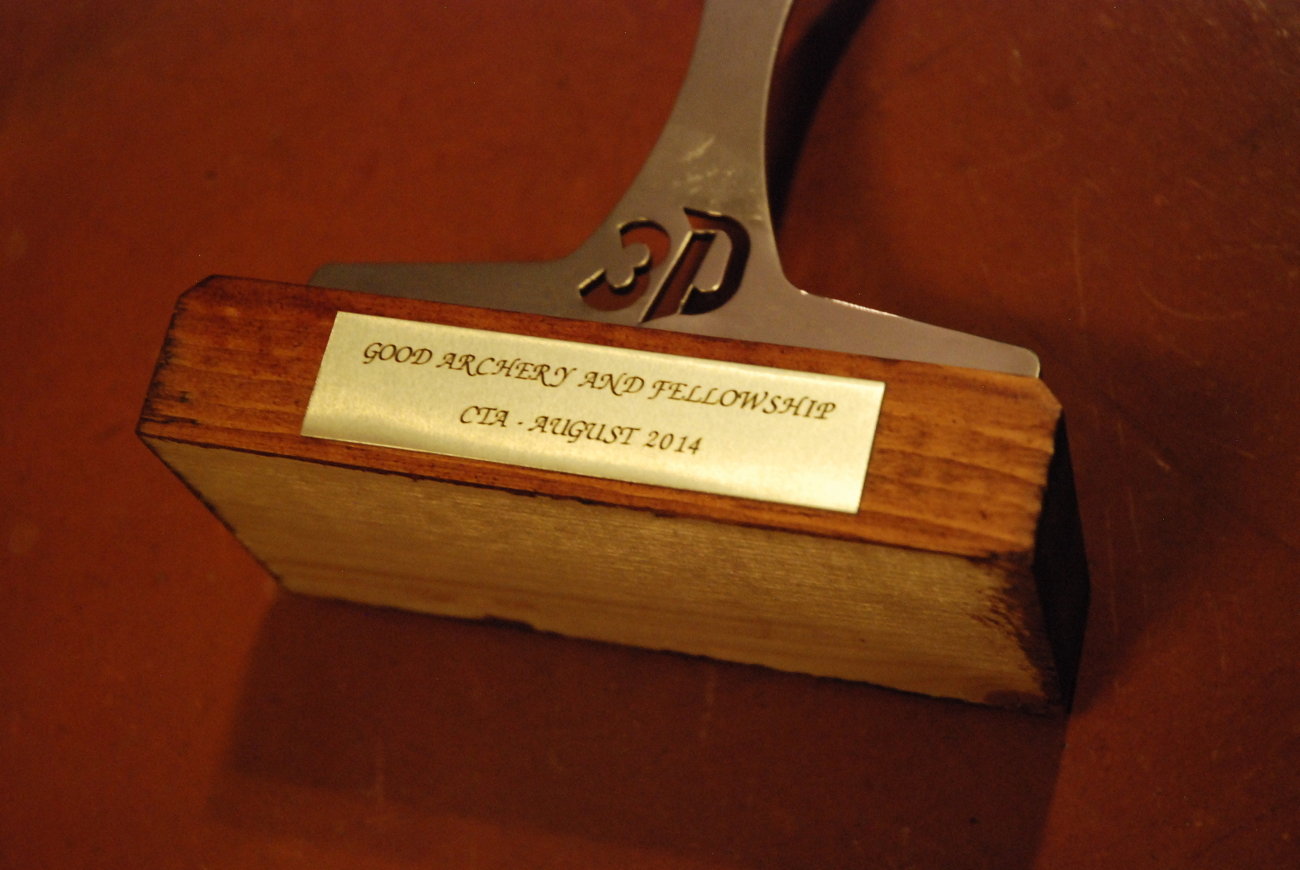 3D
GOOD ARCHERY AND FELLOWSHIP
CTA - AUGUST 2014